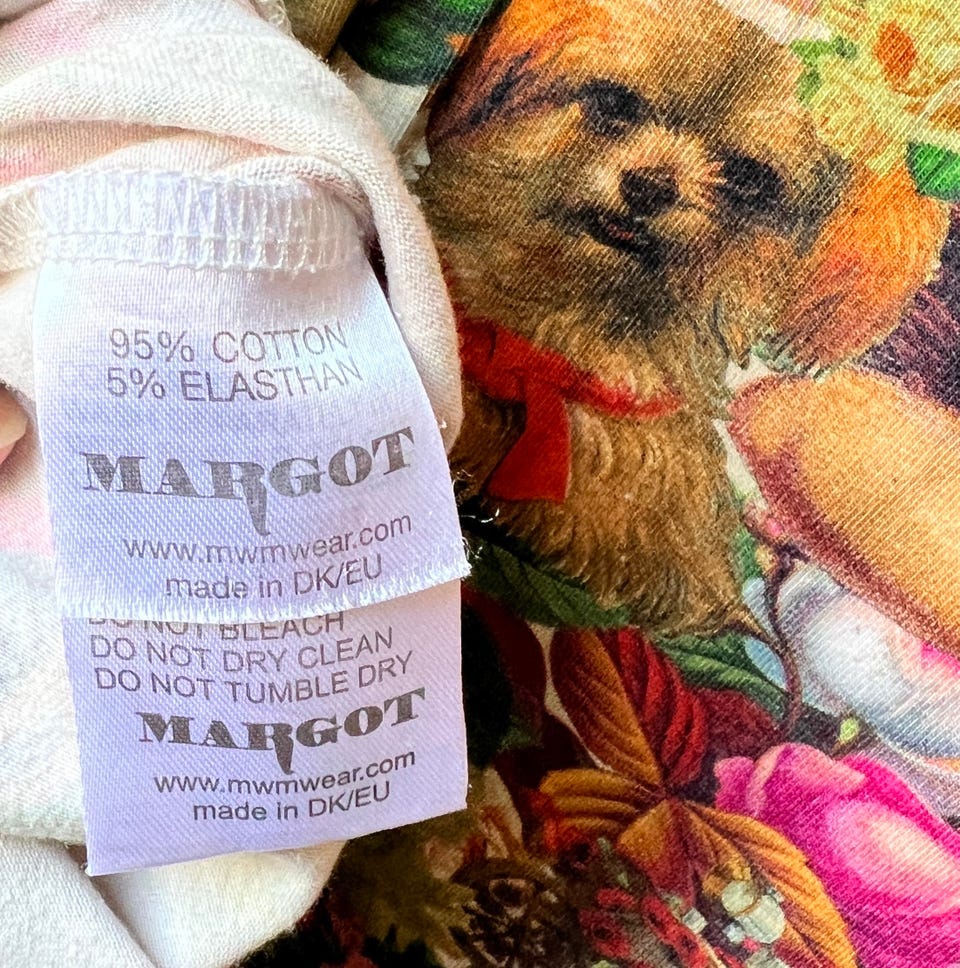 95% COTTON
5% ELASTHAN
MARGOT
www.mwmwear.com
made in DK/EU
DO NOT BLEACH
DO NOT DRY CLEAN
DO NOT TUMBLE DRY
MARGOT
www.mwmwear.com
made in DK/EU